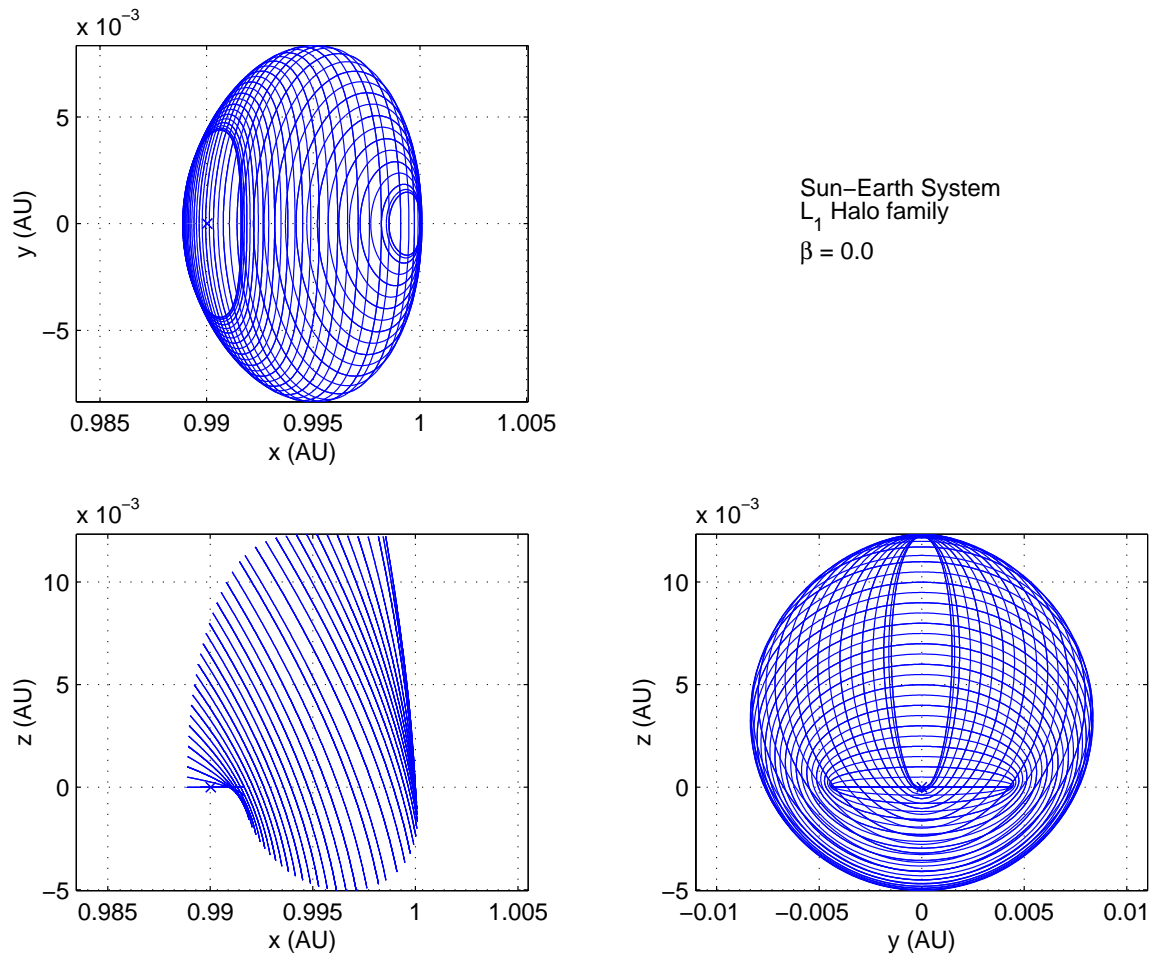 x 10⁻³
5
0
−5
y (AU)
0.985 0.99 0.995 1 1.005
x (AU)
Sun−Earth System
L₁ Halo family
β = 0.0
x 10⁻³
10
5
0
−5
z (AU)
0.985 0.99 0.995 1 1.005
x (AU)
x 10⁻³
10
5
0
−5
z (AU)
−0.01 −0.005 0 0.005 0.01
y (AU)